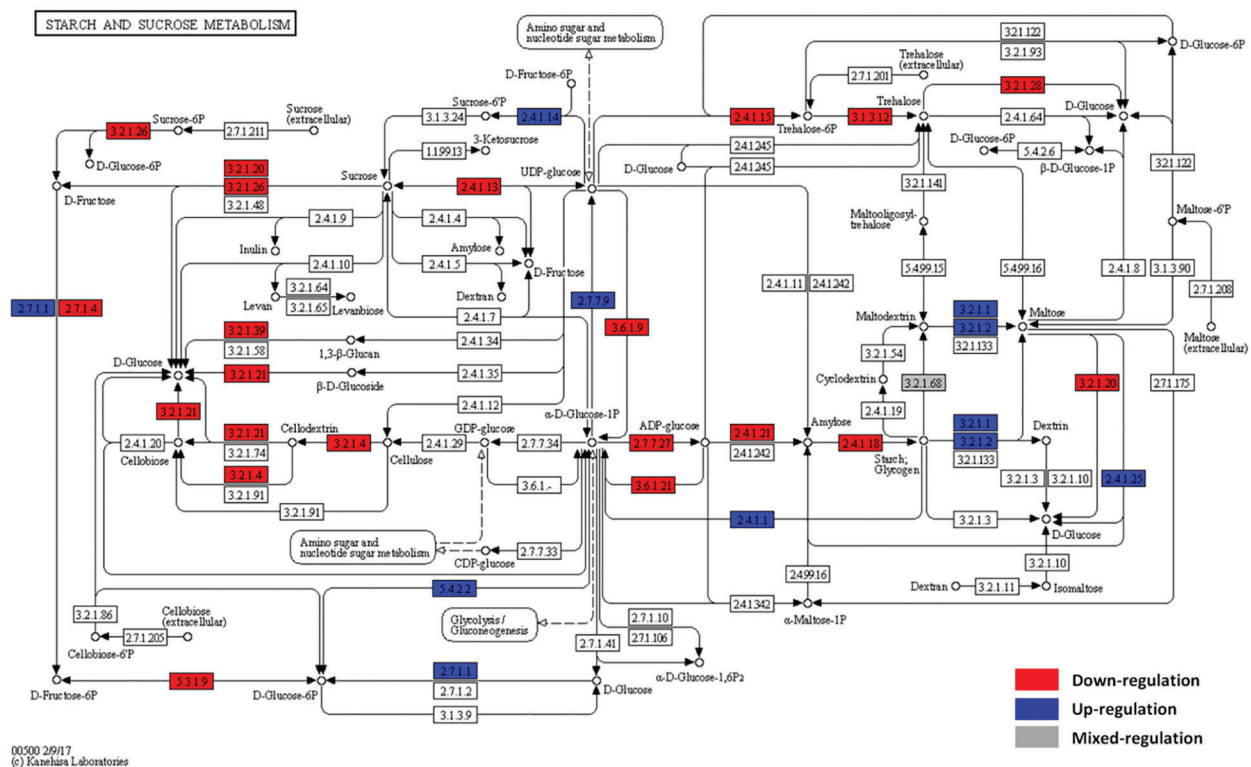 STARCH AND SUCROSE METABOLISM
Amino sugar and
nucleotide sugar metabolism
D-Fructose-6P
Sucrose-6'P
3.1.3.24
2.4.1.14
3-Ketosucrose
1.1.99.13
Sucrose
(extracellular)
Sucrose-6P
3.2.1.26
2.7.1.211
D-Glucose-6P
3.2.1.20
3.2.1.26
3.2.1.48
D-Fructose
Sucrose
2.4.1.13
UDP-glucose
2.4.1.9
2.4.1.4
Inulin
Amylose
2.4.1.10
2.4.1.5
D-Fructose
Levan
3.2.1.64
3.2.1.65
Levanbiose
Dextran
2.4.1.7
2.7.1.1
2.7.1.4
2.7.7.9
3.6.1.9
3.2.1.39
3.2.1.58
1,3-β-Glucan
2.4.1.34
D-Glucose
3.2.1.21
β-D-Glucoside
2.4.1.35
2.4.1.12
α-D-Glucose-1P
3.2.1.21
3.2.1.21
3.2.1.74
Cellodextrin
3.2.1.4
2.4.1.20
Cellobiose
3.2.1.4
3.2.1.91
3.2.1.91
Cellulose
2.4.1.29
GDP-glucose
2.7.7.34
3.6.1.-
Amino sugar and
nucleotide sugar metabolism
CDP-glucose
2.7.7.33
5.4.2.2
Glycolysis /
Gluconeogenesis
3.2.1.86
Cellobiose
(extracellular)
2.7.1.205
Cellobiose-6'P
D-Fructose-6P
5.3.1.9
D-Glucose-6P
2.7.1.1
2.7.1.2
3.1.3.9
D-Glucose
2.7.1.41
2.7.1.10
2.7.1.106
α-D-Glucose-1,6P2
3.2.1.122
3.2.1.93
D-Glucose-6P
Trehalose
(extracellular)
2.7.1.201
Trehalose
3.2.1.28
D-Glucose
2.4.1.15
Trehalose-6P
3.1.3.12
2.4.1.64
2.4.1.245
D-Glucose
2.4.1.245
D-Glucose-6P
5.4.2.6
β-D-Glucose-1P
3.2.1.122
3.2.1.141
Maltooligosyl-
trehalose
Maltose-6'P
5.4.99.15
5.4.99.16
2.4.1.8
3.1.3.90
2.7.1.208
2.4.1.11
2.4.1.242
Maltodextrin
3.2.1.1
3.2.1.2
3.2.1.133
Maltose
Maltose
(extracellular)
3.2.1.54
Cyclodextrin
3.2.1.68
3.2.1.20
2.7.1.175
2.4.1.19
ADP-glucose
2.7.7.27
2.4.1.21
2.4.1.242
Amylose
2.4.1.18
Starch;
Glycogen
3.2.1.1
3.2.1.2
3.2.1.133
Dextrin
3.2.1.3
3.2.1.10
2.4.1.25
3.6.1.21
2.4.1.1
3.2.1.3
D-Glucose
2.4.99.16
3.2.1.10
Dextran
3.2.1.11
Isomaltose
2.4.1.342
α-Maltose-1P
Down-regulation
Up-regulation
Mixed-regulation
00500 2/9/17
(c) Kanehisa Laboratories